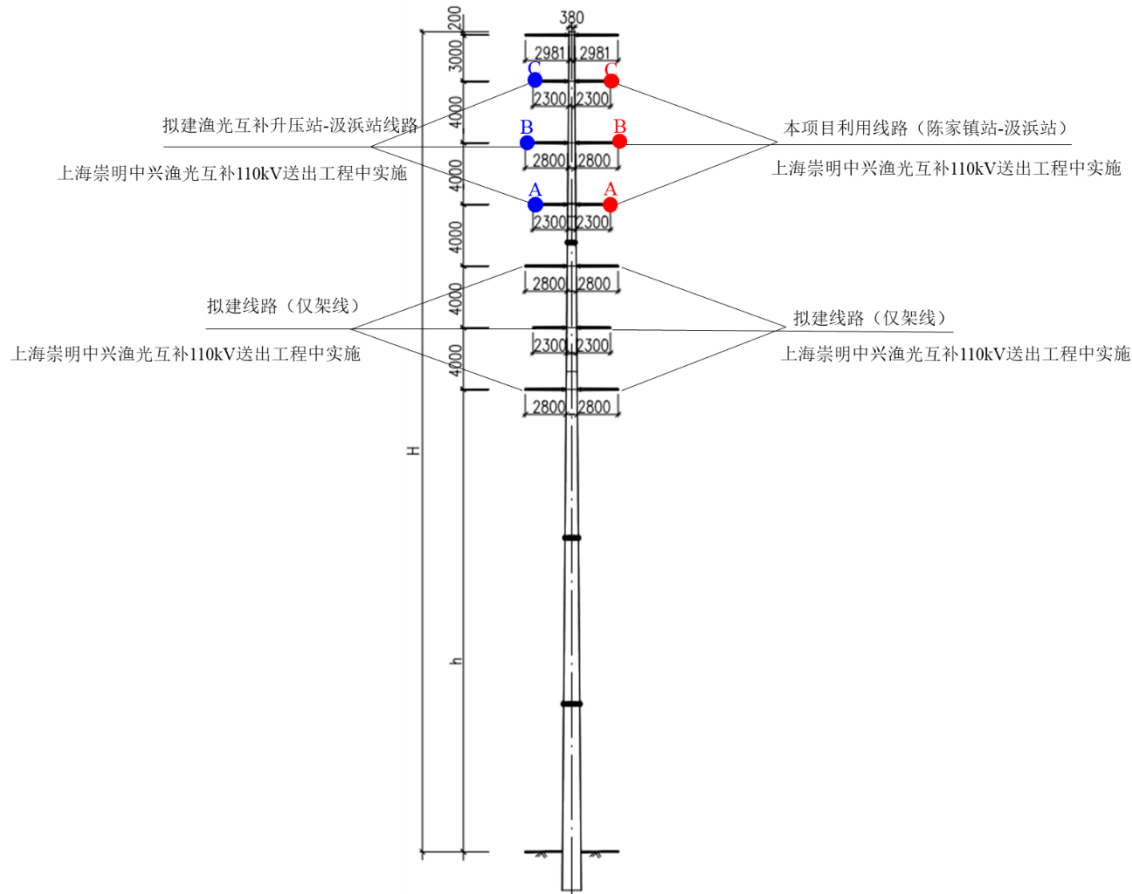 380
200
2981 2981
3000
C C
2300 2300
4000
拟建渔光互补升压站-汲浜站线路
本项目利用线路（陈家镇站-汲浜站）
B B
2800 2800
上海崇明中兴渔光互补110kV送出工程中实施
上海崇明中兴渔光互补110kV送出工程中实施
4000
A A
2300 2300
4000
2800 2800
4000
拟建线路（仅架线）
拟建线路（仅架线）
2300 2300
上海崇明中兴渔光互补110kV送出工程中实施
上海崇明中兴渔光互补110kV送出工程中实施
4000
2800 2800
H
h